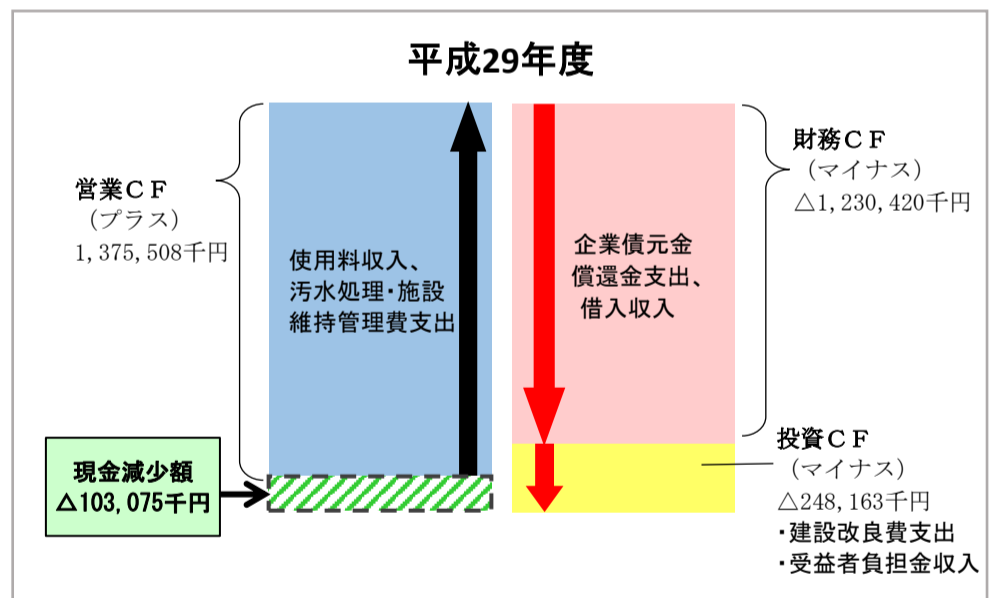 平成29年度
営業ＣＦ
（プラス）
1,375,508千円
使用料収入、
汚水処理・施設
維持管理費支出
現金減少額
△103,075千円
企業債元金
償還金支出、
借入収入
財務ＣＦ
（マイナス）
△1,230,420千円
投資ＣＦ
（マイナス）
△248,163千円
・建設改良費支出
・受益者負担金収入